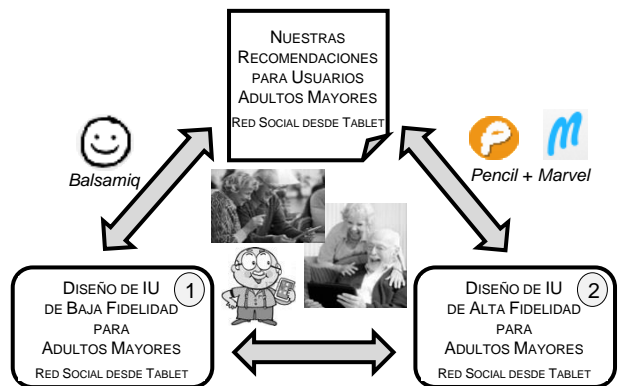 NUESTRAS
RECOMENDACIONES
PARA USUARIOS
ADULTOS MAYORES
RED SOCIAL DESDE TABLET
Balsamiq
Pencil + Marvel
DISEÑO DE IU
1
DE BAJA FIDELIDAD
PARA
ADULTOS MAYORES
RED SOCIAL DESDE TABLET
DISEÑO DE IU
2
DE ALTA FIDELIDAD
PARA
ADULTOS MAYORES
RED SOCIAL DESDE TABLET